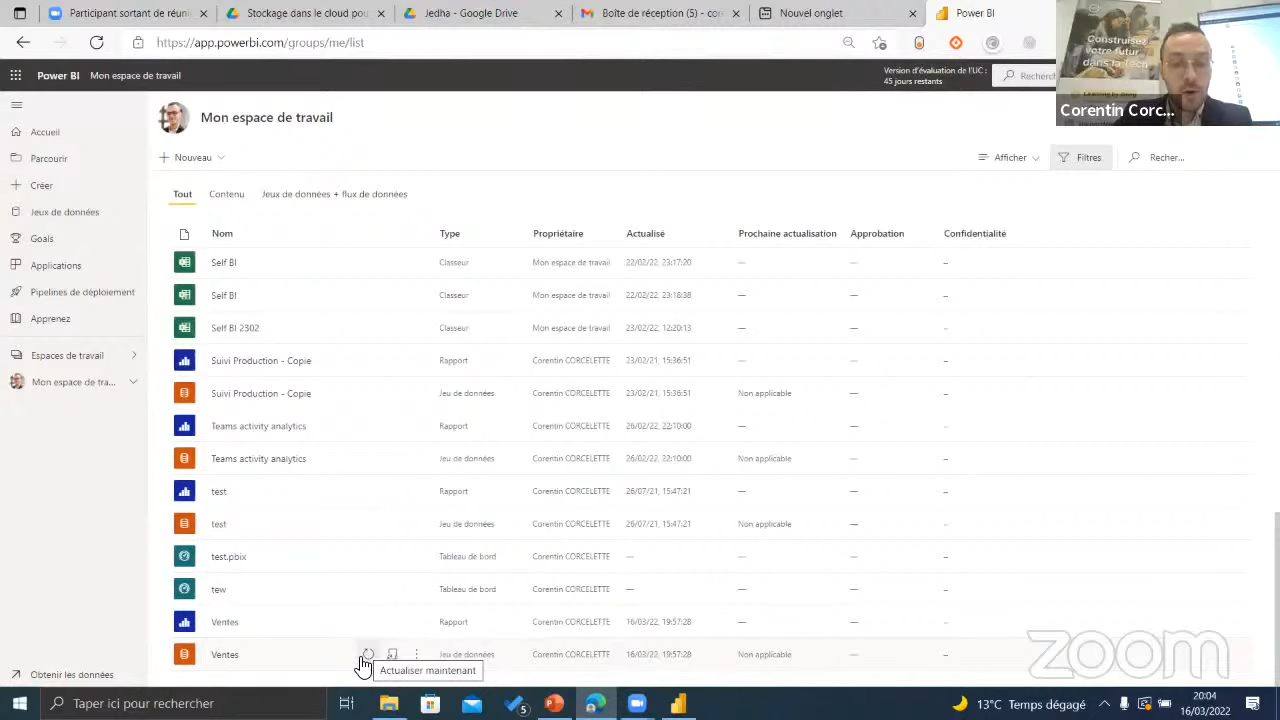 Participant sortant de réuni
Stockage dans le cloud pou
Jedha - Google Drive
Boîte de réception (5) - cor
Nouvel onglet
Power BI
https://app.powerbi.com/groups/me/list
Power BI Mon espace de travail
Version d'évaluation de l'UC :
45 jours restants
Recherch
Construisez
votre futur
dans la Tech
Corentin Corc...
Mon espace de travail
Accueil
Parcourir
Créer
Jeux de données
Goals
Applications
Pipelines de déploiement
Apprenez
Espaces de travail
Mon espace de tra...
Obtenir les données
Nouveau
Afficher
Filtres
Recher...
Tout Contenu Jeux de données + flux de données
Nom Type Propriétaire Actualisé Prochaine actualisation Approbation Confidentialité
Self BI Classeur Mon espace de travail 22/02/22, 23:17:20 — — –
Self BI Classeur Mon espace de travail 22/02/22, 23:18:38 — — –
Self BI 2302 Classeur Mon espace de travail 23/02/22, 12:20:13 — — –
Suivi Production - Copie Rapport Corentin CORCELETTE 23/02/21, 15:36:51 — — –
Suivi Production - Copie Jeu de données Corentin CORCELETTE 23/02/21, 15:36:51 Non applicable — –
Teams activity analytics Rapport Corentin CORCELETTE 26/02/22, 22:10:00 — — –
Teams activity analytics Jeu de données Corentin CORCELETTE 26/02/22, 22:10:00 Non applicable — –
test Rapport Corentin CORCELETTE 26/07/21, 15:47:21 — — –
test Jeu de données Corentin CORCELETTE 26/07/21, 15:47:21 Non applicable — –
test.pbix Tableau de bord Corentin CORCELETTE — — — –
tew Tableau de bord Corentin CORCELETTE — — — –
Ventes Rapport Corentin CORCELETTE 16/03/22, 19:57:28 — — –
Ventes Jeu de données Corentin CORCELETTE 16/03/22, 19:57:28 Non applicable — –
Actualiser maintenant
zoom
Taper ici pour rechercher
5
13°C Temps dégagé
20:04
16/03/2022